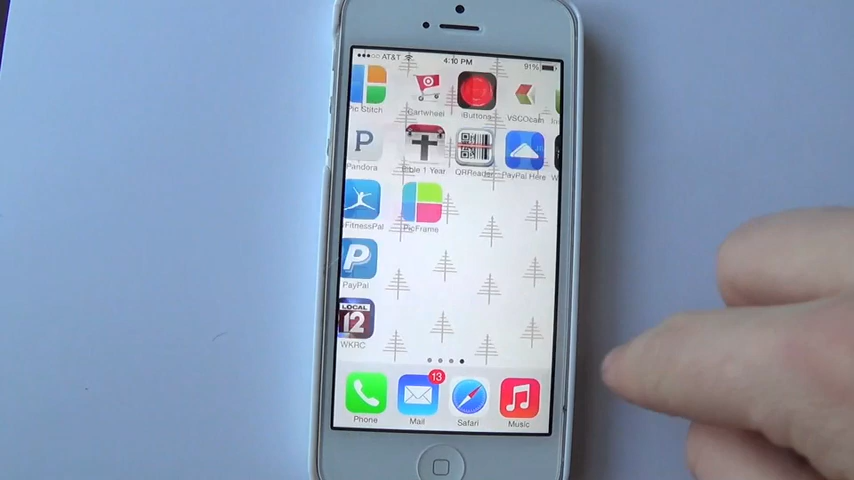 AT&T 4:10 PM 91%
Pic Stitch Cartwheel iButtons VSCOcam
Pandora Bible 1 Year QRReader PayPal Here
FitnessPal PicFrame
PayPal
LOCAL
12
WKRC
13
Phone Mail Safari Music